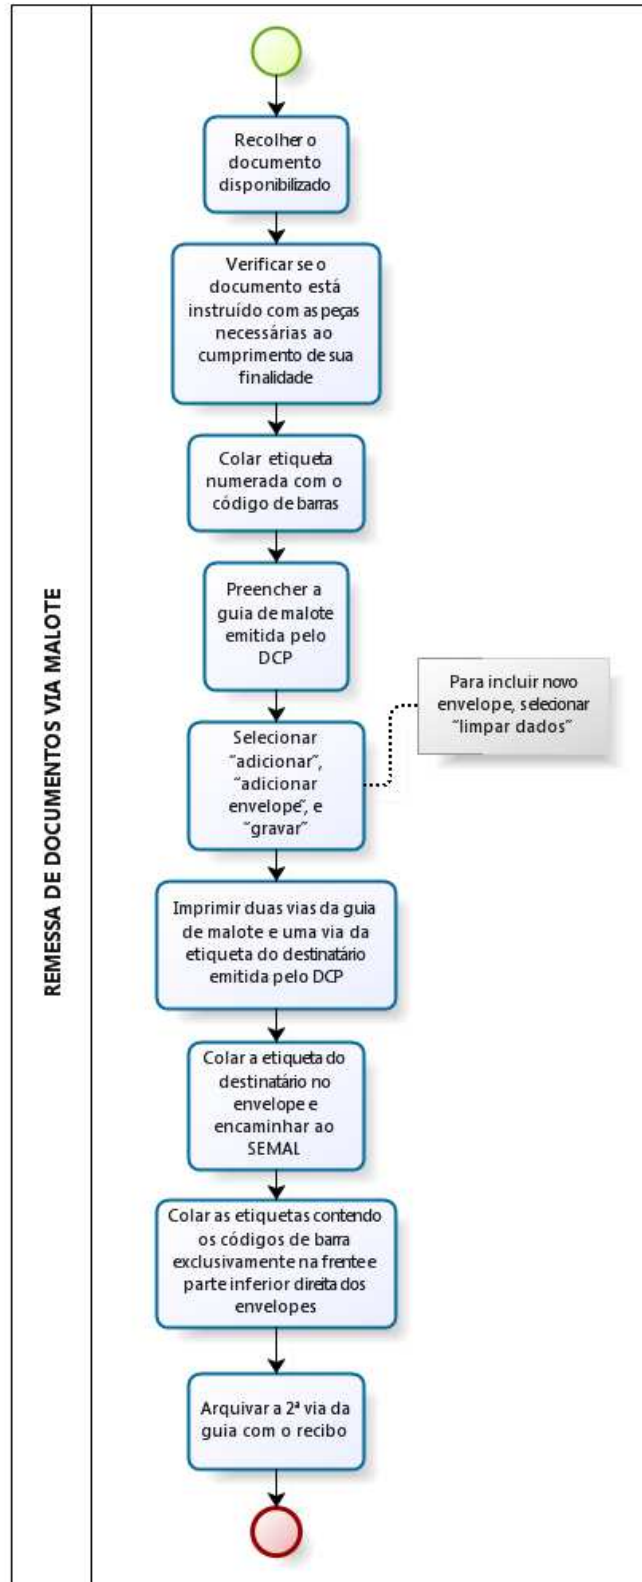 REMESSA DE DOCUMENTOS VIA MALOTE
Recolher o
documento
disponibilizado
Verificar se o
documento está
instruído com as peças
necessárias ao
cumprimento de sua
finalidade
Colar etiqueta
numerada com o
código de barras
Preencher a
guia de malote
emitida pelo
DCP
Para incluir novo
envelope, selecionar
“limpar dados”
Selecionar
“adicionar”,
“adicionar
envelope”, e
“gravar”
Imprimir duas vias da guia
de malote e uma via da
etiqueta do destinatário
emitida pelo DCP
Colar a etiqueta do
destinatário no
envelope e
encaminhar ao
SEMAL
Colar as etiquetas contendo
os códigos de barra
exclusivamente na frente e
parte inferior direita dos
envelopes
Arquivar a 2ª via da
guia com o recibo